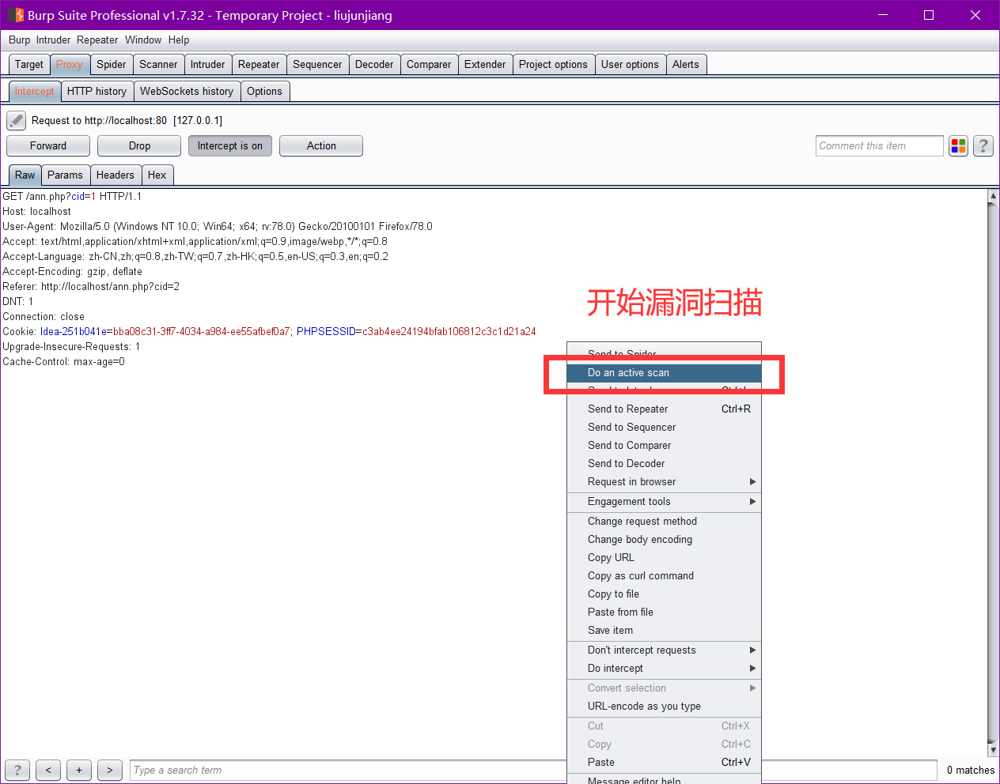 Burp Suite Professional v1.7.32 - Temporary Project - liujunjiang
Burp Intruder Repeater Window Help
Target Proxy Spider Scanner Intruder Repeater Sequencer Decoder Comparer Extender Project options User options Alerts
Intercept HTTP history WebSockets history Options
Request to http://localhost:80 [127.0.0.1]
Forward Drop Intercept is on Action Comment this item ?
Raw Params Headers Hex
GET /ann.php?cid=1 HTTP/1.1
Host: localhost
User-Agent: Mozilla/5.0 (Windows NT 10.0; Win64; x64; rv:78.0) Gecko/20100101 Firefox/78.0
Accept: text/html,application/xhtml+xml,application/xml;q=0.9,image/webp,*/*;q=0.8
Accept-Language: zh-CN,zh;q=0.8,zh-TW;q=0.7,zh-HK;q=0.5,en-US;q=0.3,en;q=0.2
Accept-Encoding: gzip, deflate
Referer: http://localhost/ann.php?cid=2
DNT: 1
Connection: close
Cookie: Idea-251b041e=bba08c31-3ff7-4034-a984-ee55afbef0a7; PHPSESSID=c3ab4ee24194bfab106812c3c1d21a24
Upgrade-Insecure-Requests: 1
Cache-Control: max-age=0
开始漏洞扫描
Send to Spider
Do an active scan
Send to Repeater Ctrl+R
Send to Sequencer
Send to Comparer
Send to Decoder
Request in browser
Engagement tools
Change request method
Change body encoding
Copy URL
Copy as curl command
Copy to file
Paste from file
Save item
Don't intercept requests
Do intercept
Convert selection
URL-encode as you type
Cut Ctrl+X
Copy Ctrl+C
Paste Ctrl+V
Message editor help
? < + > Type a search term 0 matches